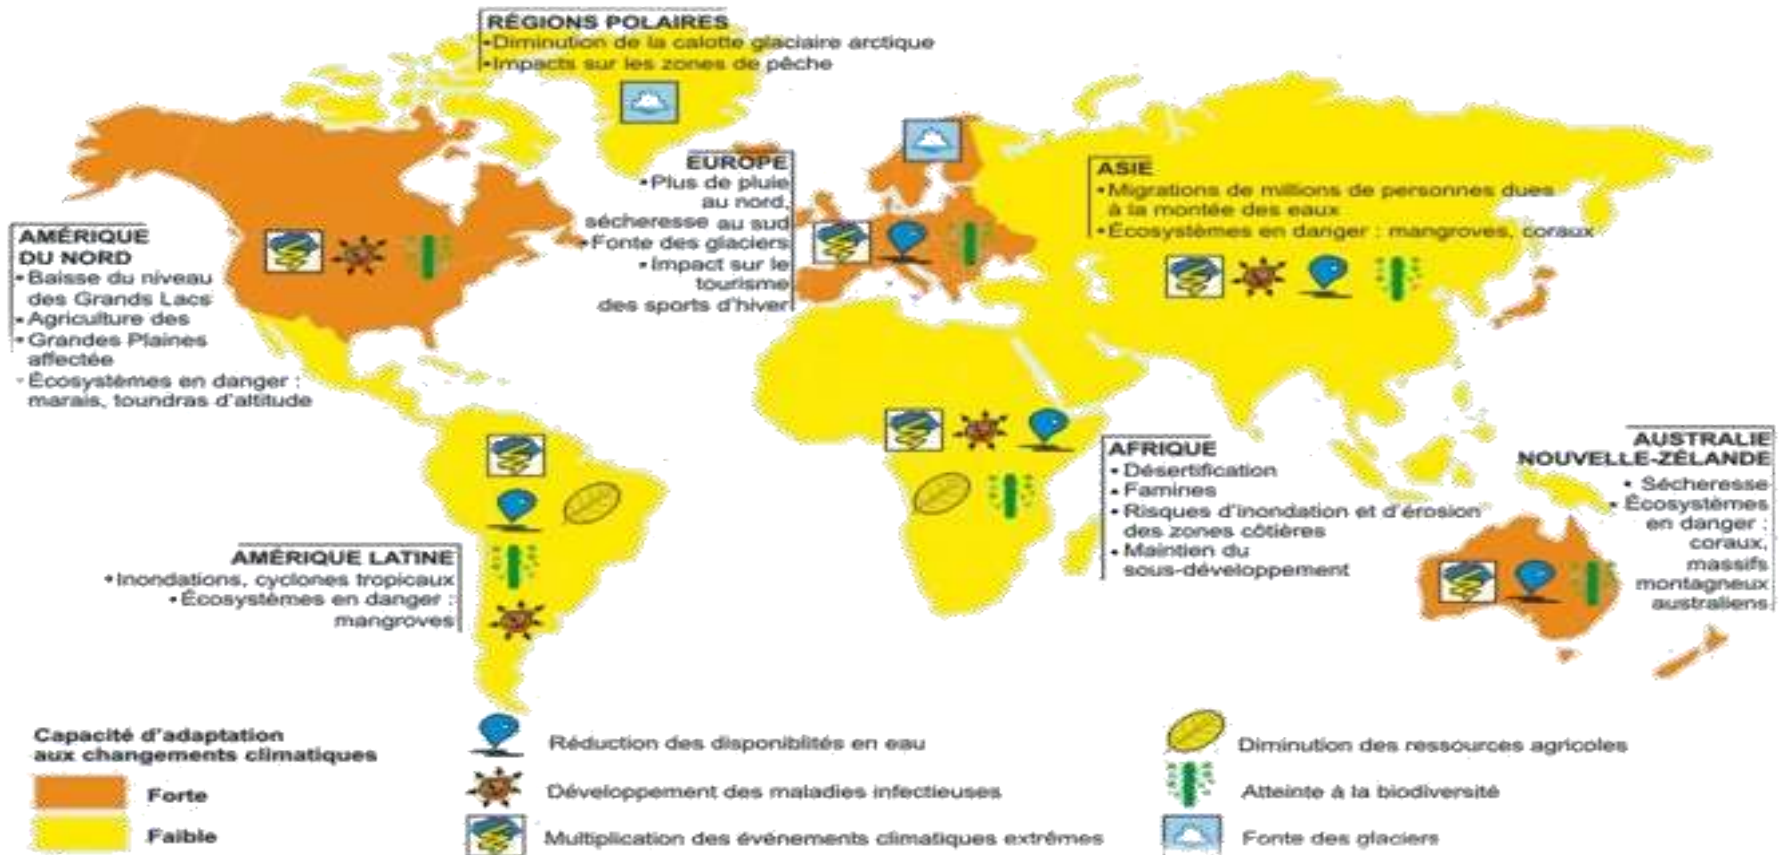 RÉGIONS POLAIRES
•Diminution de la calotte glaciaire arctique
•Impacts sur les zones de pêche
AMÉRIQUE
DU NORD
• Baisse du niveau
des Grands Lacs
• Agriculture des
• Grandes Plaines
affectée
• Écosystèmes en danger :
marais, toundras d'altitude
EUROPE
• Plus de pluie
au nord,
sécheresse au sud
• Fonte des glaciers
• Impact sur le
tourisme
des sports d'hiver
ASIE
• Migrations de millions de personnes dues
à la montée des eaux
• Écosystèmes en danger : mangroves, coraux
AMÉRIQUE LATINE
• Inondations, cyclones tropicaux
• Écosystèmes en danger :
mangroves
AFRIQUE
• Désertification
• Famines
• Risques d'inondation et d'érosion
des zones côtières
• Maintien du
sous-développement
AUSTRALIE
NOUVELLE-ZÉLANDE
• Sécheresse
• Écosystèmes
en danger :
coraux,
massifs
montagneux
australiens
Capacité d'adaptation
aux changements climatiques
Forte
Faible
Réduction des disponiblités en eau
Développement des maladies infectieuses
Multiplication des événements climatiques extrêmes
Diminution des ressources agricoles
Atteinte à la biodiversité
Fonte des glaciers